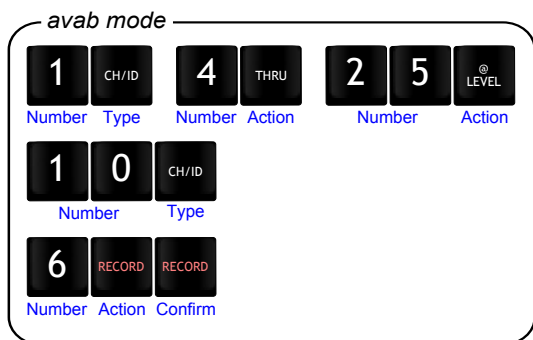 avab mode
1 CH/ID 4 THRU 2 5 @ LEVEL
Number Type Number Action Number Action
1 0 CH/ID
Number Type
6 RECORD RECORD
Number Action Confirm